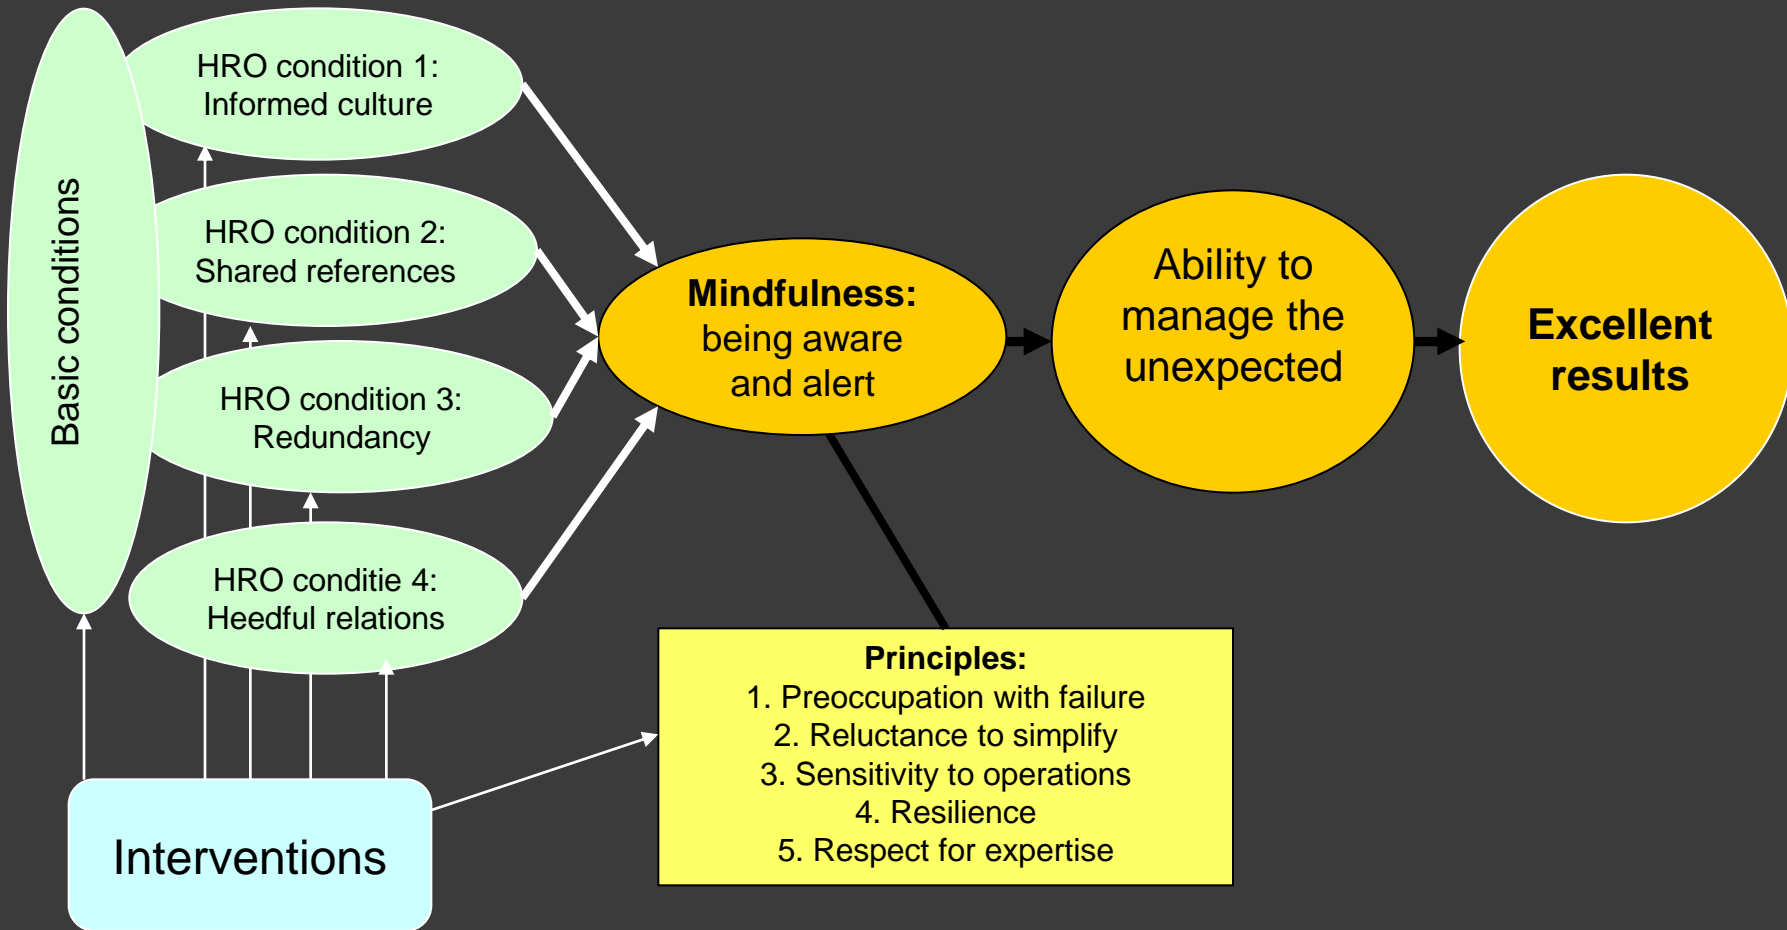 Basic conditions
HRO condition 1:
Informed culture
HRO condition 2:
Shared references
HRO condition 3:
Redundancy
HRO conditie 4:
Heedful relations
Interventions
Mindfulness:
being aware
and alert
Principles:
1. Preoccupation with failure
2. Reluctance to simplify
3. Sensitivity to operations
4. Resilience
5. Respect for expertise
Ability to
manage the
unexpected
Excellent
results